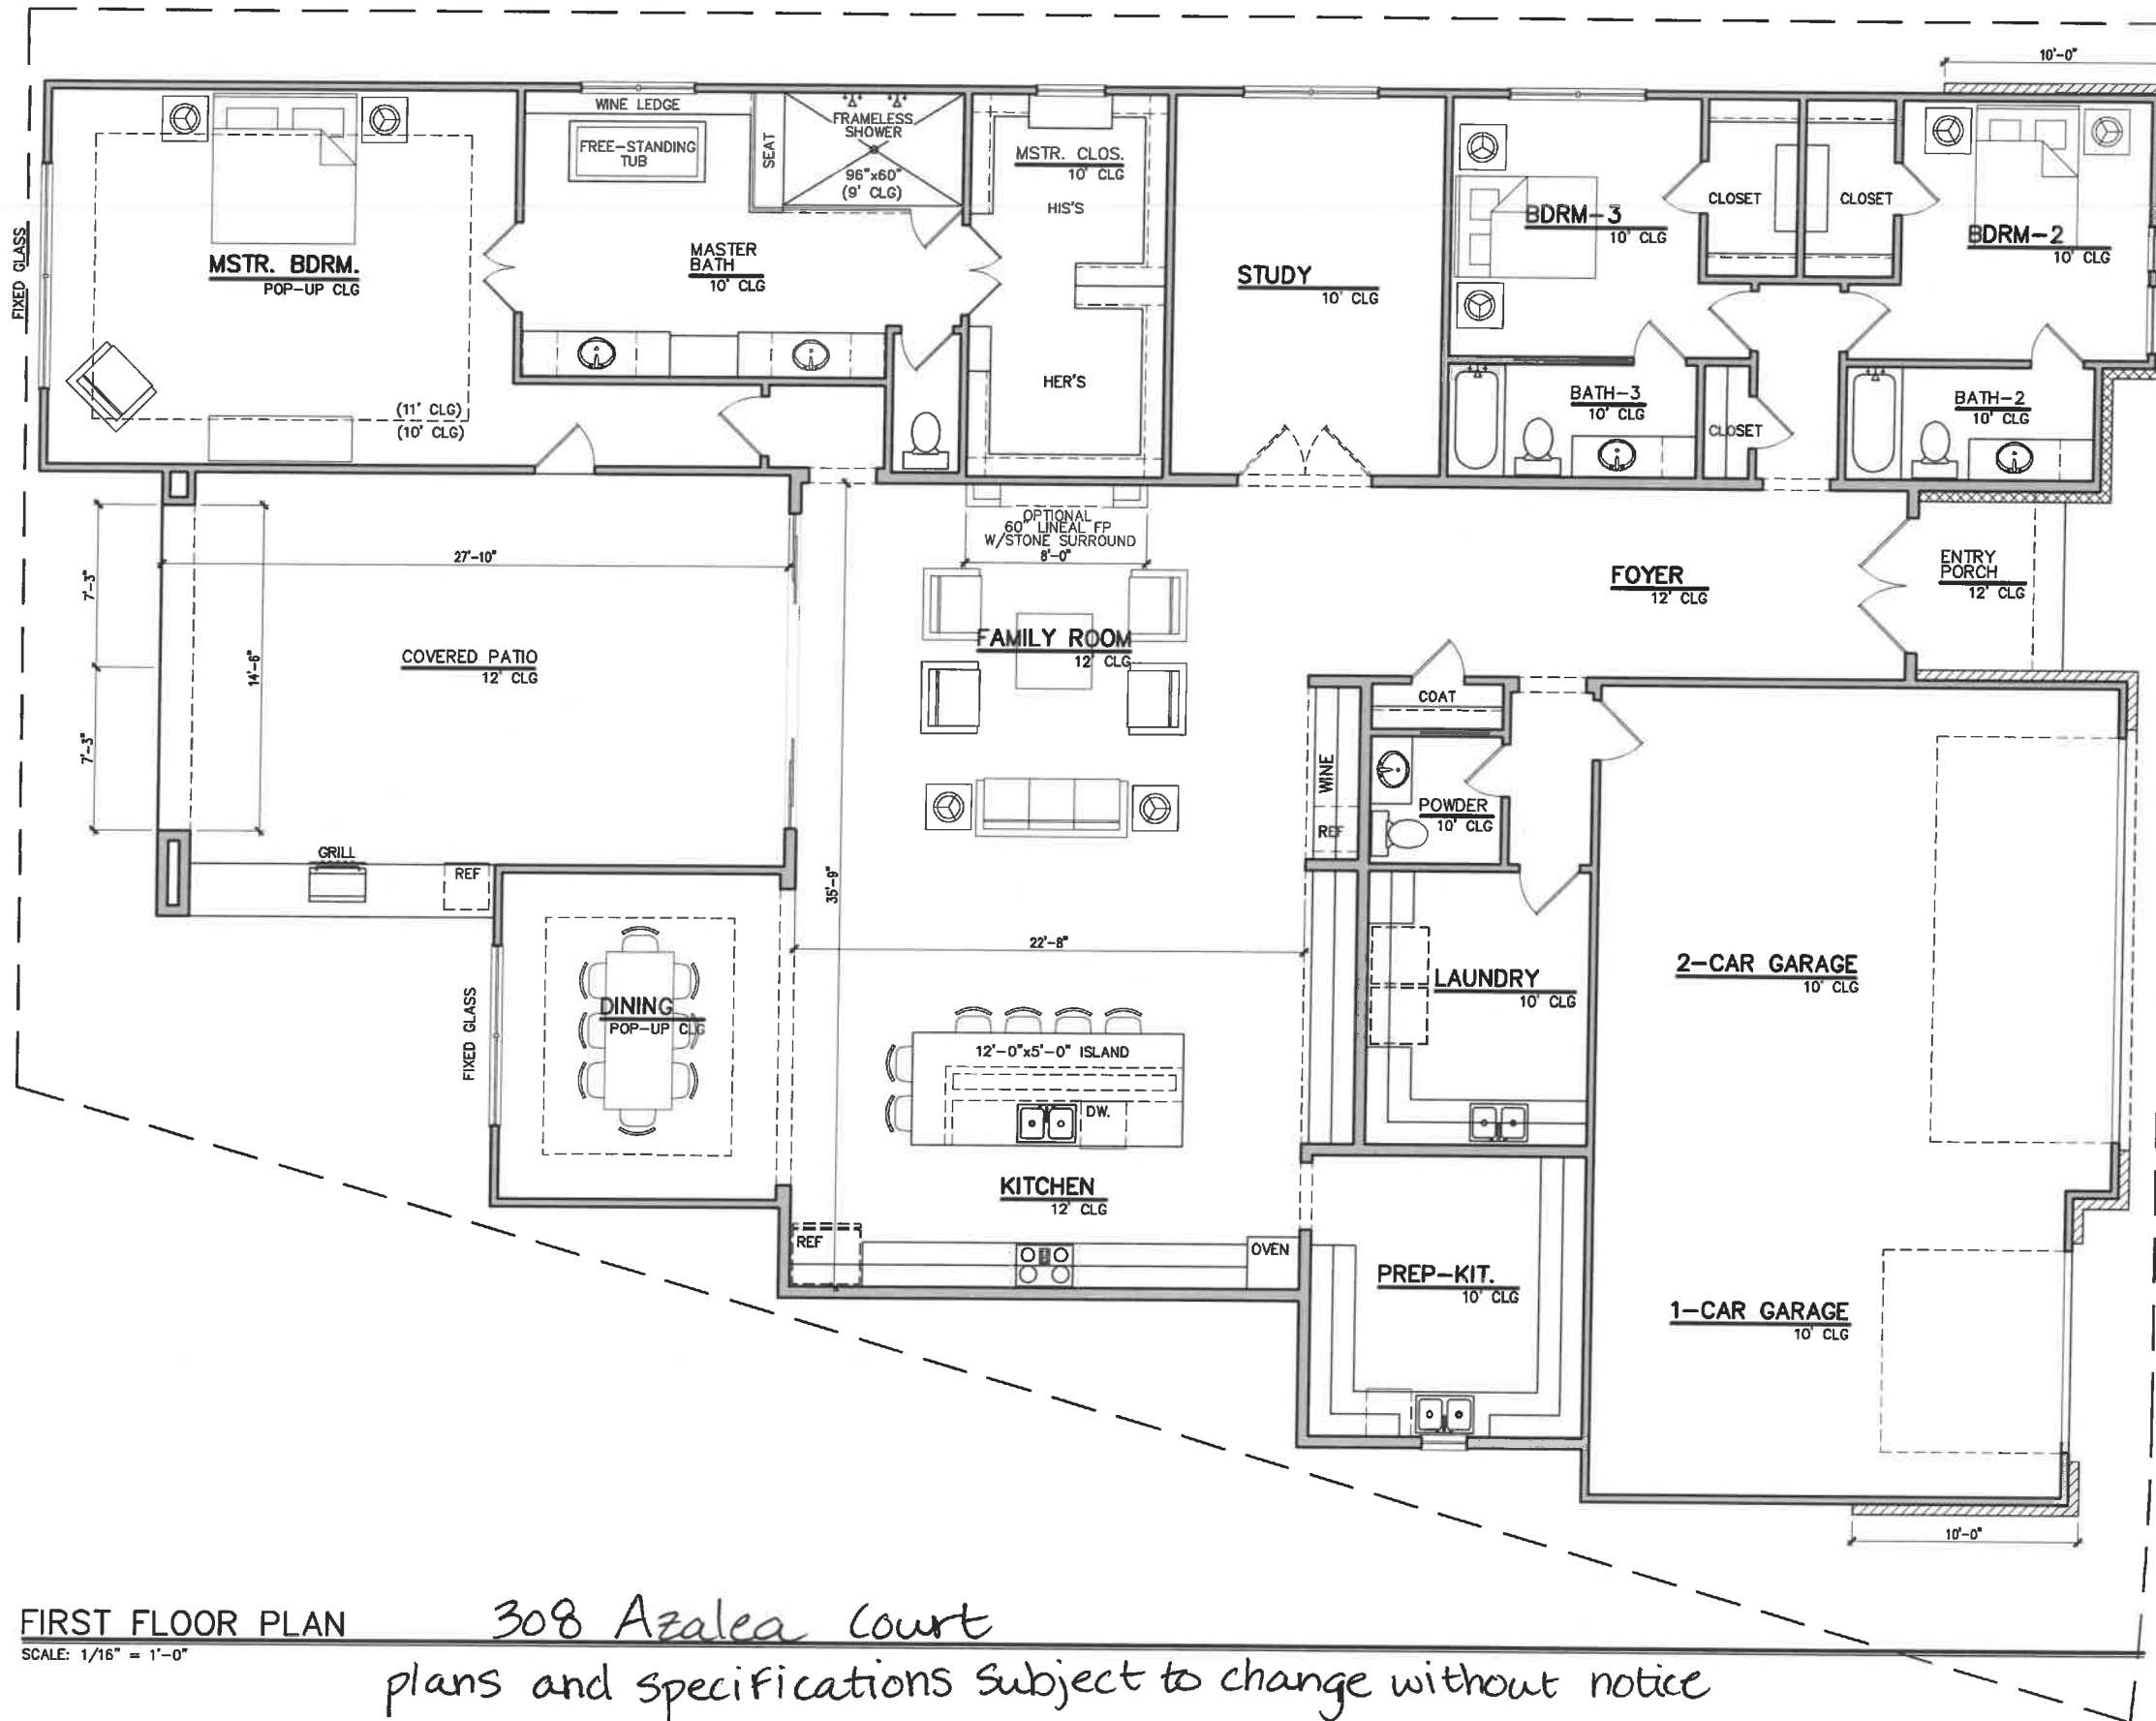 10'-0"
WINE LEDGE
FREE-STANDING
TUB
SEAT
FRAMELESS
SHOWER
96"x60"
(9' CLG)
MSTR. CLOS.
10' CLG
HIS'S
HER'S
FIXED GLASS
MSTR. BDRM.
POP-UP CLG
(11' CLG)
(10' CLG)
MASTER
BATH
10' CLG
STUDY
10' CLG
BDRM-3
10' CLG
CLOSET
CLOSET
BDRM-2
10' CLG
BATH-3
10' CLG
CLOSET
BATH-2
10' CLG
OPTIONAL
60" LINEAL FP
W/STONE SURROUND
8'-0"
27'-10"
7'-3"
14'-6"
7'-3"
COVERED PATIO
12' CLG
FAMILY ROOM
12' CLG
FOYER
12' CLG
ENTRY
PORCH
12' CLG
COAT
WINE
REF
POWDER
10' CLG
GRILL
REF
35'-9"
22'-8"
FIXED GLASS
DINING
POP-UP CLG
12'-0"x5'-0" ISLAND
DW.
LAUNDRY
10' CLG
2-CAR GARAGE
10' CLG
KITCHEN
12' CLG
REF
OVEN
PREP-KIT.
10' CLG
1-CAR GARAGE
10' CLG
10'-0"
FIRST FLOOR PLAN
308 Azalea Court
SCALE: 1/16" = 1'-0"
plans and specifications subject to change without notice